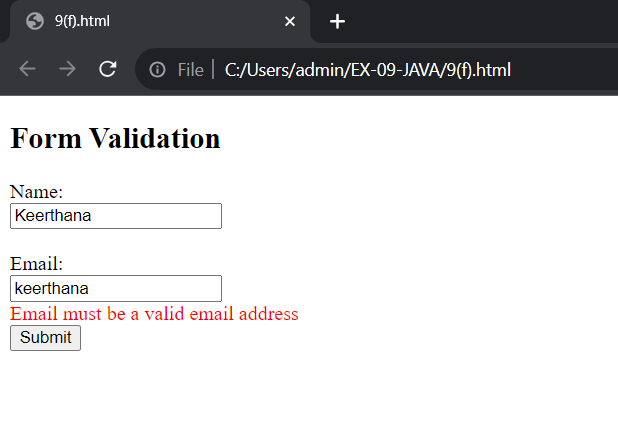 9(f).html
File | C:/Users/admin/EX-09-JAVA/9(f).html
Form Validation
Name:
Keerthana
Email:
keerthana
Email must be a valid email address
Submit